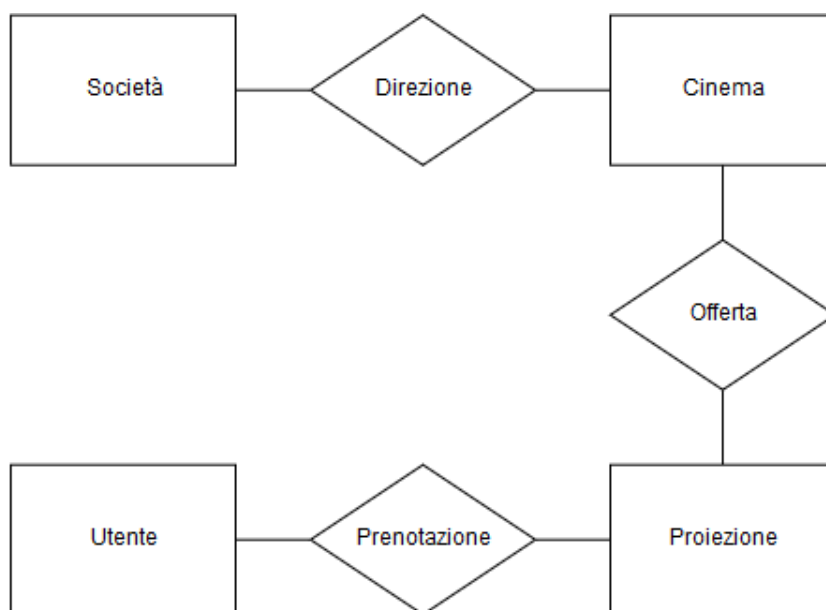 Società
Direzione
Cinema
Offerta
Utente
Prenotazione
Proiezione